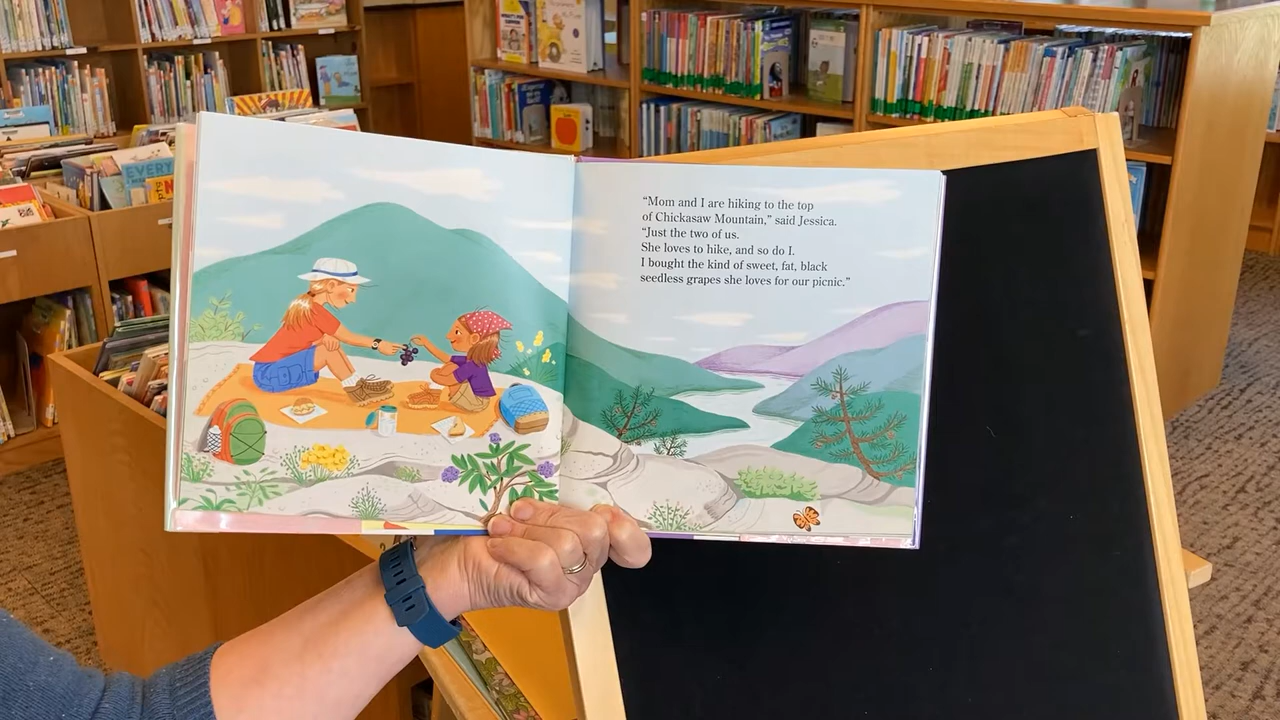 “Mom and I are hiking to the top
of Chickasaw Mountain,” said Jessica.
“Just the two of us.
She loves to hike, and so do I.
I bought the kind of sweet, fat, black
seedless grapes she loves for our picnic.”
EVERY